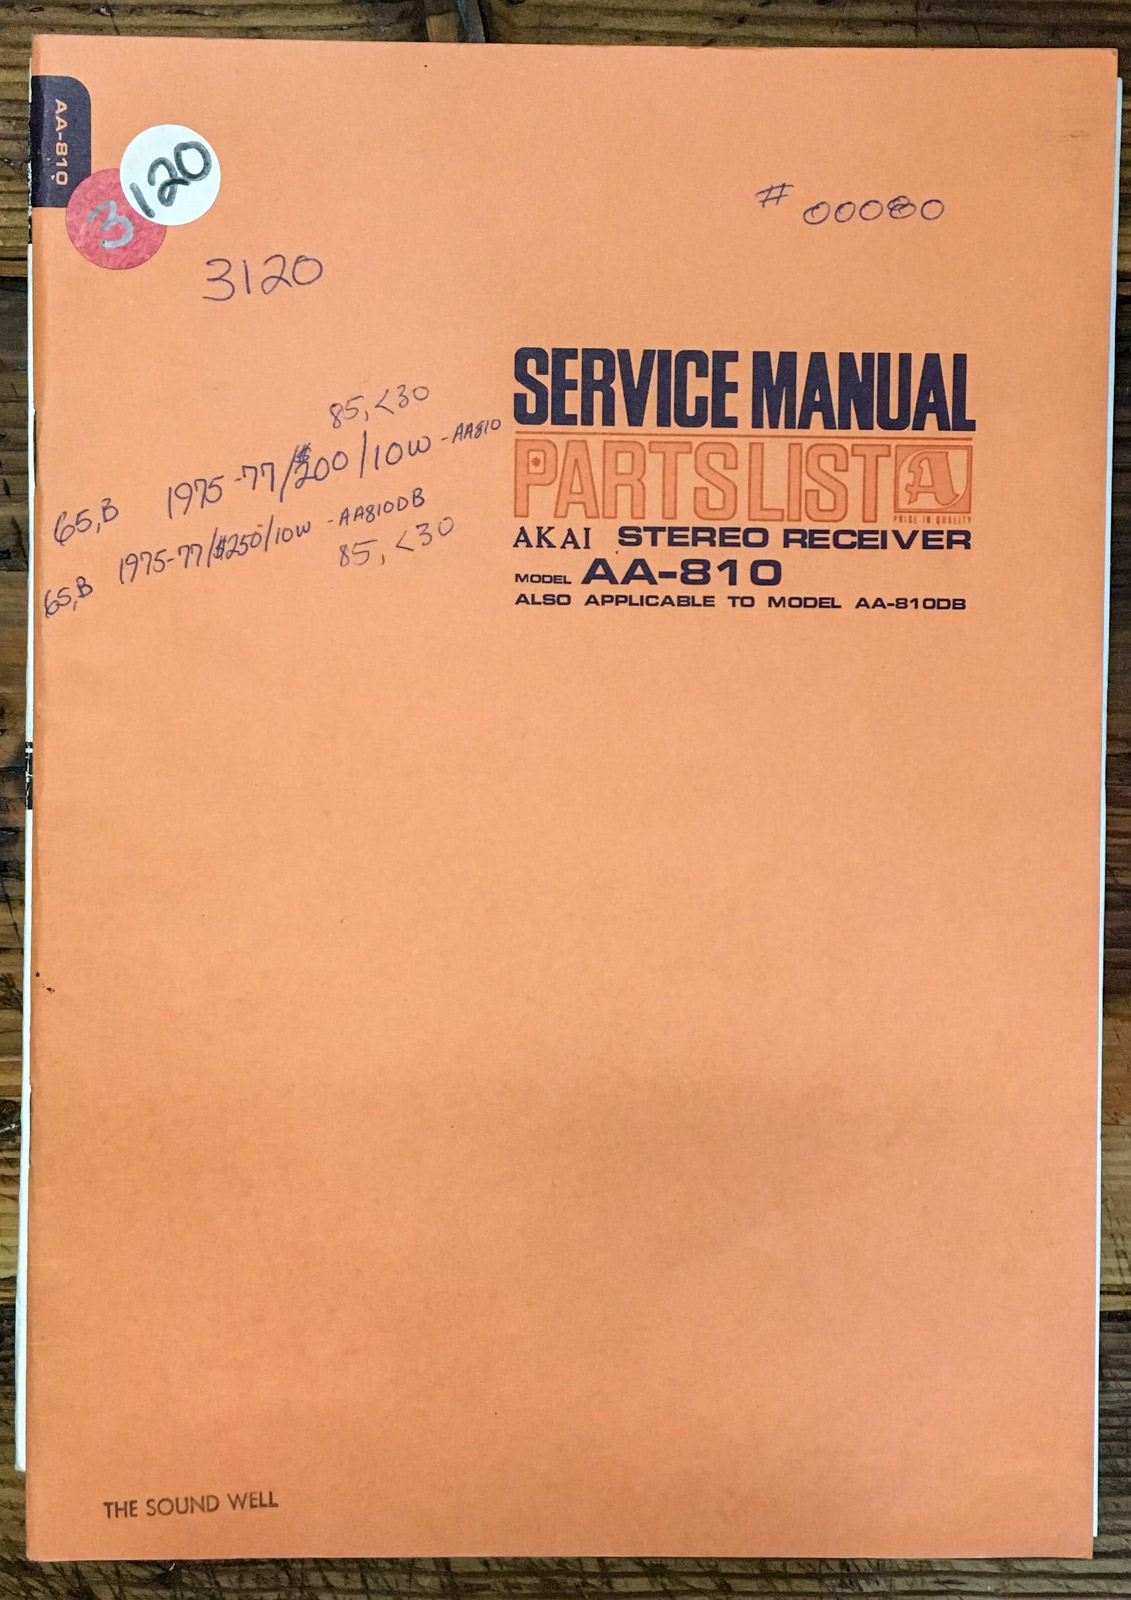 AA-810
120
3
3120
# 00080
SERVICE MANUAL
PARTS LIST A
PRIDE IN QUALITY
AKAI STEREO RECEIVER
MODEL AA-810
ALSO APPLICABLE TO MODEL AA-810DB
85, <30
65, B 1975-77/$200/10W - AA810
65, B 1975-77/$250/10W - AA810DB
85, <30
THE SOUND WELL